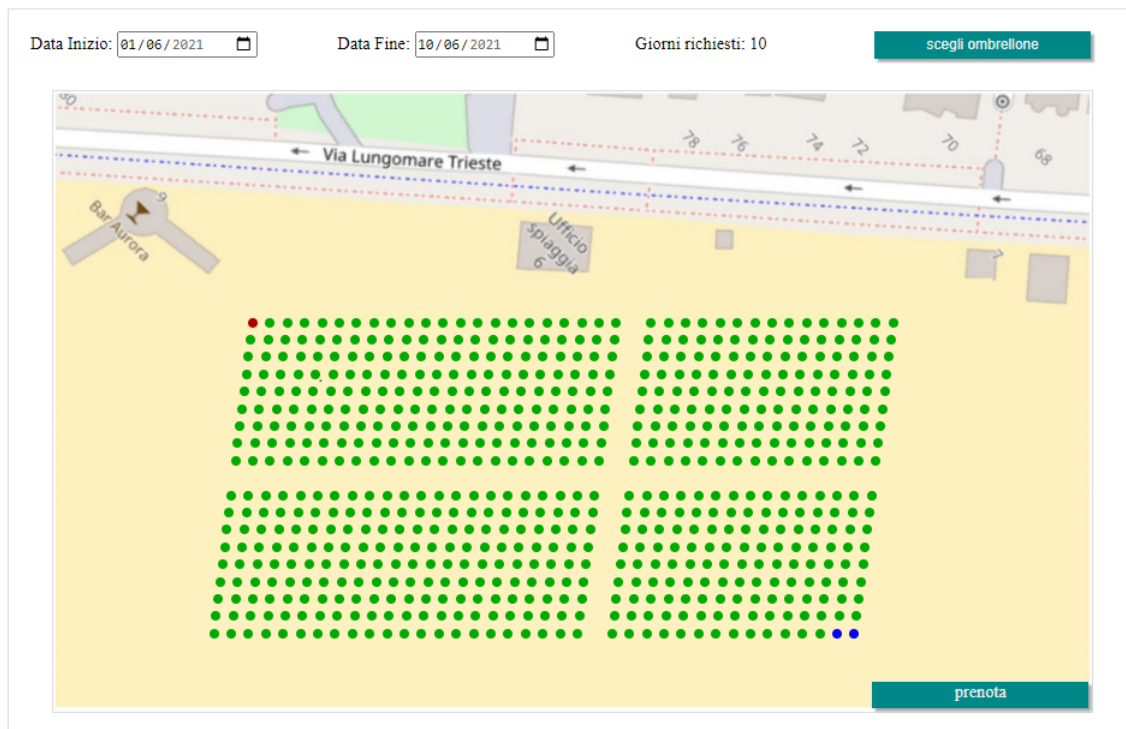 Data Inizio: 01/06/2021 Data Fine: 10/06/2021 Giorni richiesti: 10 scegli ombrellone
78 76 74 72 70 68
Via Lungomare Trieste
Bar Aurora 9
Ufficio
spiaggia
6
7
prenota